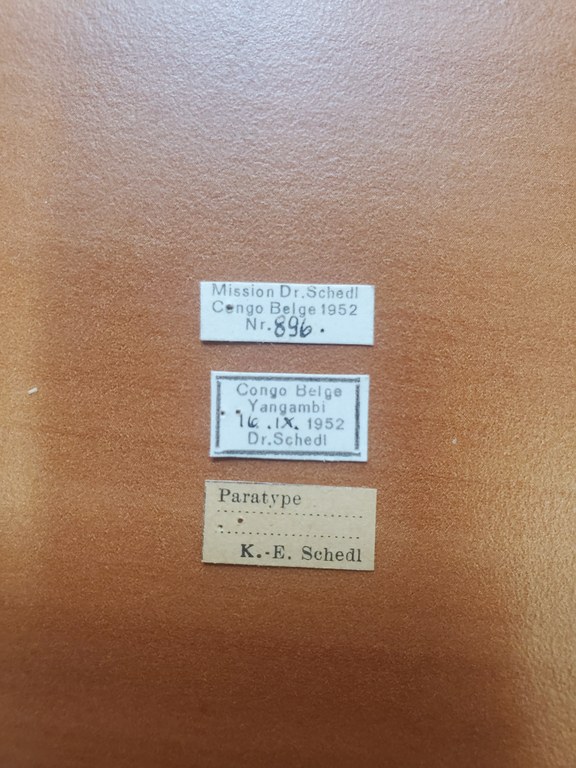 Mission Dr.Schedl
Congo Belge 1952
Nr. 896.
Congo Belge
Yangambi
16.IX. 1952
Dr.Schedl
Paratype
K.-E. Schedl